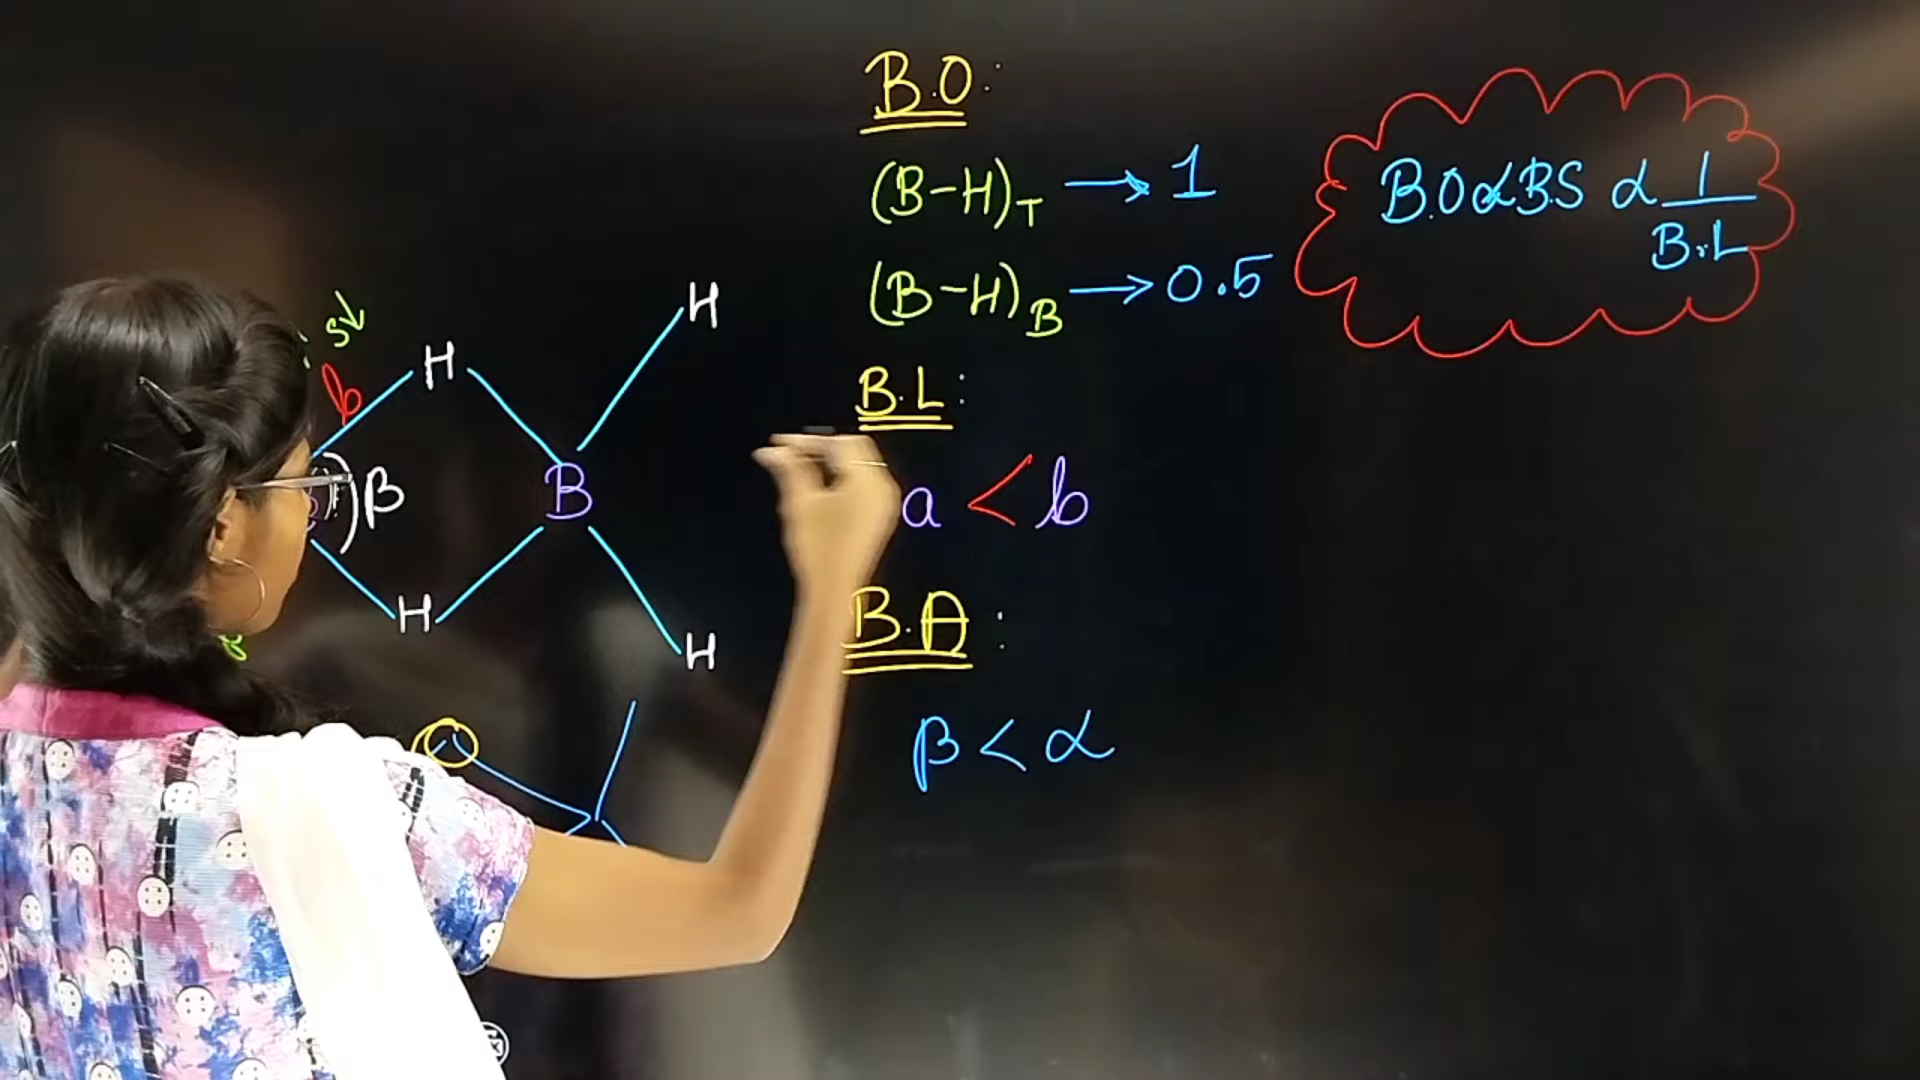 B.O:
(B-H)T → 1
(B-H)B → 0.5
B.O α B.S α 1/B.L
B.L:
a < b
B.A:
β < α
s↓
b
H
H
B
)β
H
H